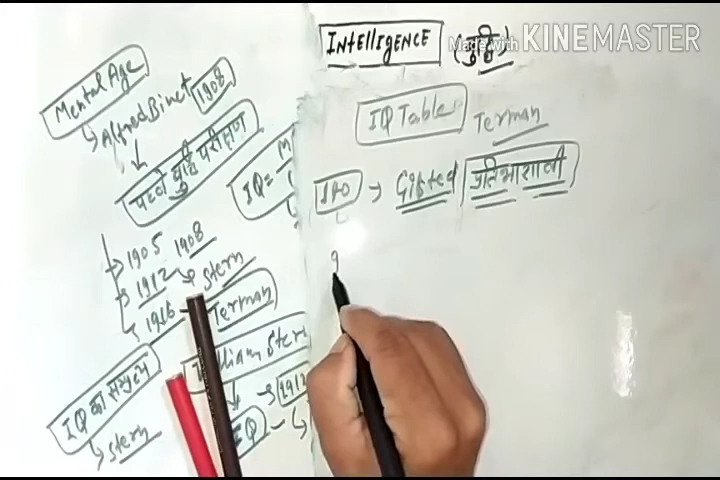 Mental Age
Alfred Binet 1908
पहले बुद्धि परीक्षण
IQ = M
1905 1908
1912 Stern
1916 Terman
William Stern
1912
IQ का सम्प्रत्य
Stern
INtellIgENCE (बुद्धि)
Made with KINEMASTER
IQ Table Terman
140 → Gifted प्रतिभाशाली
9